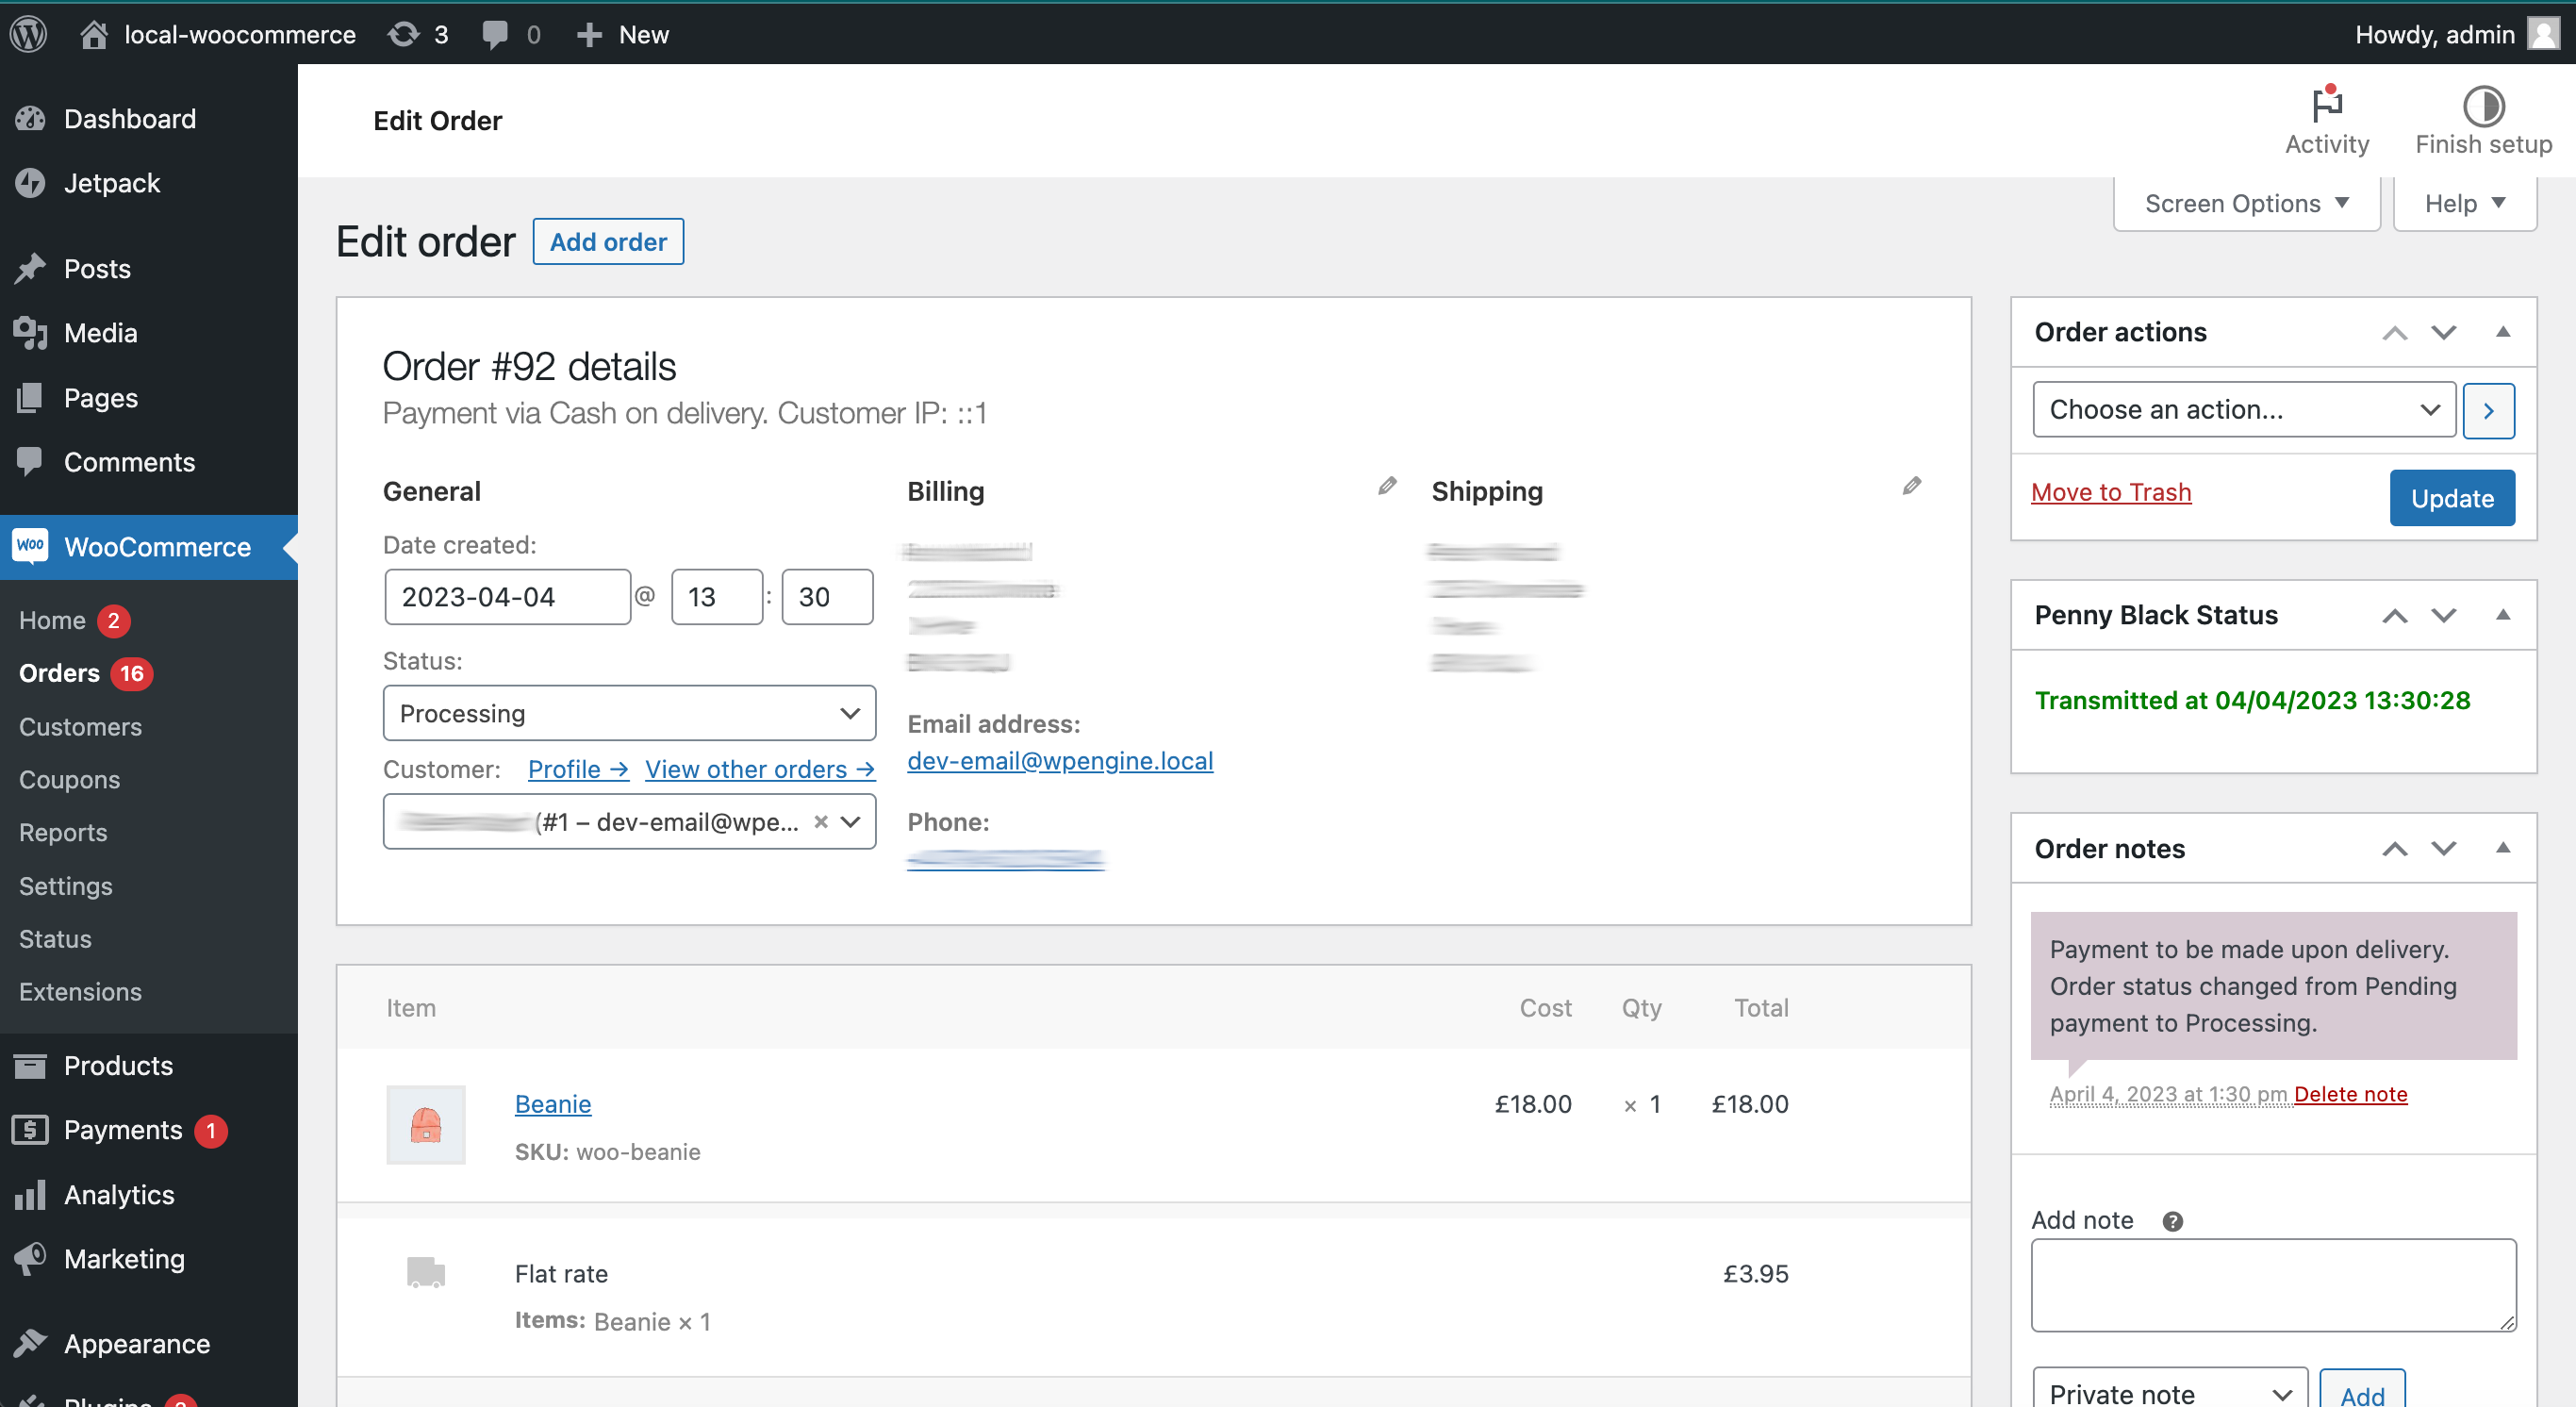 local-woocommerce 3 0 New Howdy, admin
Dashboard
Jetpack
Posts
Media
Pages
Comments
Woo WooCommerce
Home 2
Orders 16
Customers
Coupons
Reports
Settings
Status
Extensions
Products
Payments 1
Analytics
Marketing
Appearance
Plugins
Edit Order
Activity Finish setup
Screen Options Help
Edit order Add order
Order #92 details
Payment via Cash on delivery. Customer IP: ::1
General
Date created:
2023-04-04 @ 13 : 30
Status:
Processing
Customer: Profile → View other orders →
(#1 – dev-email@wpe... ×
Billing
Email address:
dev-email@wpengine.local
Phone:
Shipping
Item Cost Qty Total
Beanie £18.00 × 1 £18.00
SKU: woo-beanie
Flat rate £3.95
Items: Beanie × 1
Order actions
Choose an action...
Move to Trash Update
Penny Black Status
Transmitted at 04/04/2023 13:30:28
Order notes
Payment to be made upon delivery.
Order status changed from Pending
payment to Processing.
April 4, 2023 at 1:30 pm Delete note
Add note ?
Private note Add